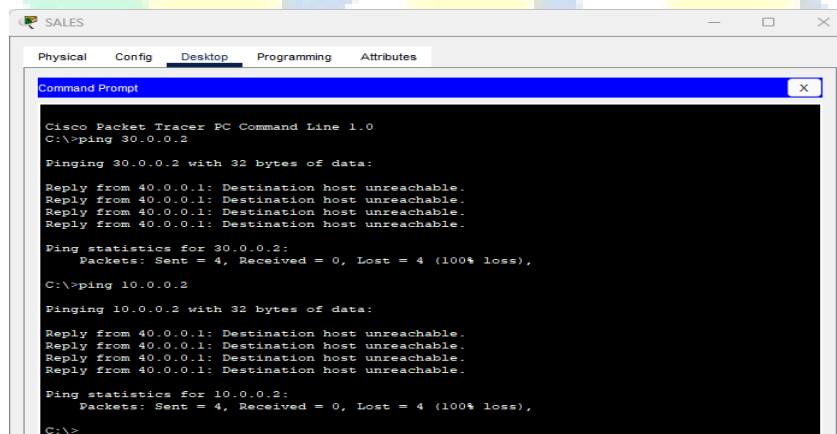 SALES
Physical Config Desktop Programming Attributes
Command Prompt
X
Cisco Packet Tracer PC Command Line 1.0
C:\>ping 30.0.0.2
Pinging 30.0.0.2 with 32 bytes of data:
Reply from 40.0.0.1: Destination host unreachable.
Reply from 40.0.0.1: Destination host unreachable.
Reply from 40.0.0.1: Destination host unreachable.
Reply from 40.0.0.1: Destination host unreachable.
Ping statistics for 30.0.0.2:
Packets: Sent = 4, Received = 0, Lost = 4 (100% loss),
C:\>ping 10.0.0.2
Pinging 10.0.0.2 with 32 bytes of data:
Reply from 40.0.0.1: Destination host unreachable.
Reply from 40.0.0.1: Destination host unreachable.
Reply from 40.0.0.1: Destination host unreachable.
Reply from 40.0.0.1: Destination host unreachable.
Ping statistics for 10.0.0.2:
Packets: Sent = 4, Received = 0, Lost = 4 (100% loss),
C:\>